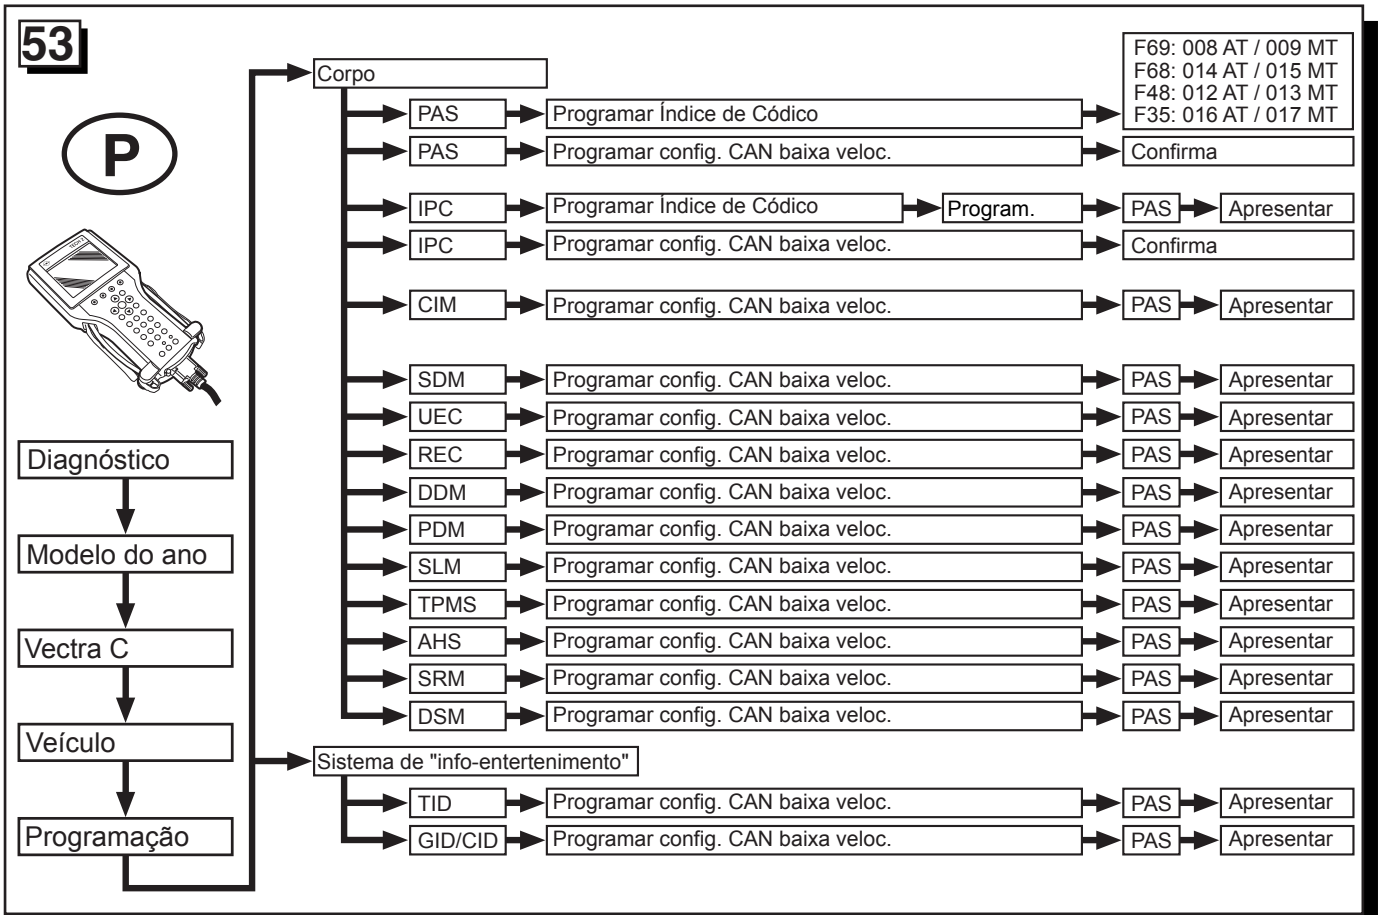 53
P
TECH 2
Diagnóstico
Modelo do ano
Vectra C
Veículo
Programação
Corpo
F69: 008 AT / 009 MT
F68: 014 AT / 015 MT
F48: 012 AT / 013 MT
F35: 016 AT / 017 MT
PAS Programar Índice de Códico
PAS Programar config. CAN baixa veloc. Confirma
IPC Programar Índice de Códico Program. PAS Apresentar
IPC Programar config. CAN baixa veloc. Confirma
CIM Programar config. CAN baixa veloc. PAS Apresentar
SDM Programar config. CAN baixa veloc. PAS Apresentar
UEC Programar config. CAN baixa veloc. PAS Apresentar
REC Programar config. CAN baixa veloc. PAS Apresentar
DDM Programar config. CAN baixa veloc. PAS Apresentar
PDM Programar config. CAN baixa veloc. PAS Apresentar
SLM Programar config. CAN baixa veloc. PAS Apresentar
TPMS Programar config. CAN baixa veloc. PAS Apresentar
AHS Programar config. CAN baixa veloc. PAS Apresentar
SRM Programar config. CAN baixa veloc. PAS Apresentar
DSM Programar config. CAN baixa veloc. PAS Apresentar
Sistema de "info-entertenimento"
TID Programar config. CAN baixa veloc. PAS Apresentar
GID/CID Programar config. CAN baixa veloc. PAS Apresentar